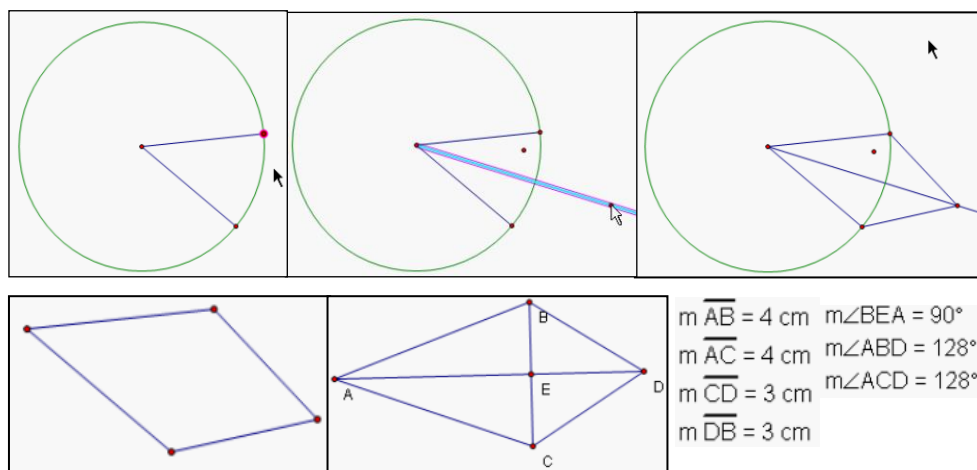 B
A
E
D
C
m AB = 4 cm m∠BEA = 90°
m AC = 4 cm m∠ABD = 128°
m CD = 3 cm m∠ACD = 128°
m DB = 3 cm